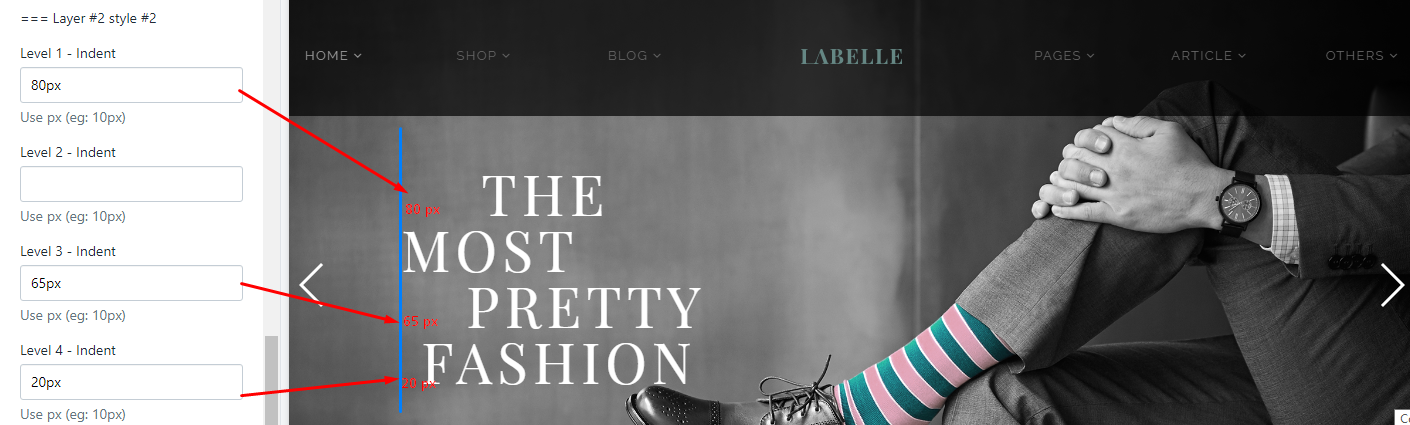 === Layer #2 style #2
Level 1 - Indent
80px
Use px (eg: 10px)
Level 2 - Indent
Use px (eg: 10px)
Level 3 - Indent
65px
Use px (eg: 10px)
Level 4 - Indent
20px
Use px (eg: 10px)
HOME SHOP BLOG LABELLE PAGES ARTICLE OTHERS
80 px
THE
MOST
PRETTY
65 px
FASHION
20 px